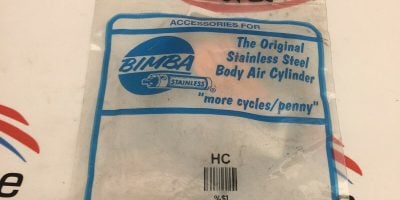 ACCESSORIES FOR
BIMBA
STAINLESS
The Original
Stainless Steel
Body Air Cylinder
"more cycles/penny"
HC
e